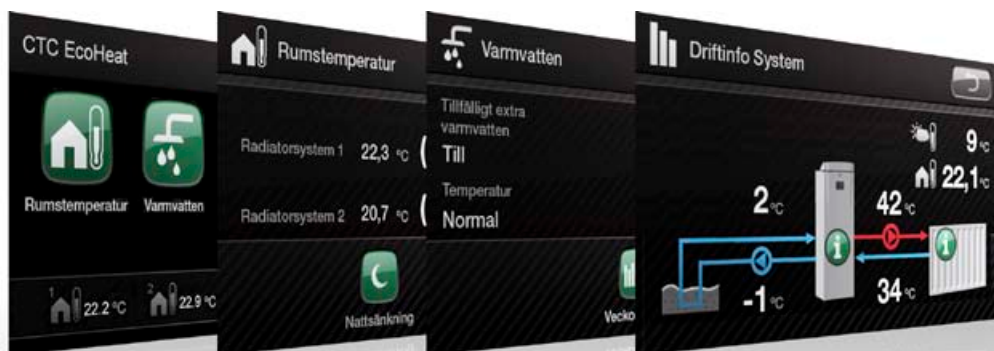 CTC EcoHeat
Rumstemperatur
Varmvatten
1
22.2 °C
2
22.9 °C
Rumstemperatur
Radiatorsystem 1 22,3 °C
Radiatorsystem 2 20,7 °C
Nattsänkning
Varmvatten
Tillfälligt extra
varmvatten
Till
Temperatur
Normal
Driftinfo System
9 °C
22,1 °C
2 °C
42 °C
i
i
-1 °C
34 °C